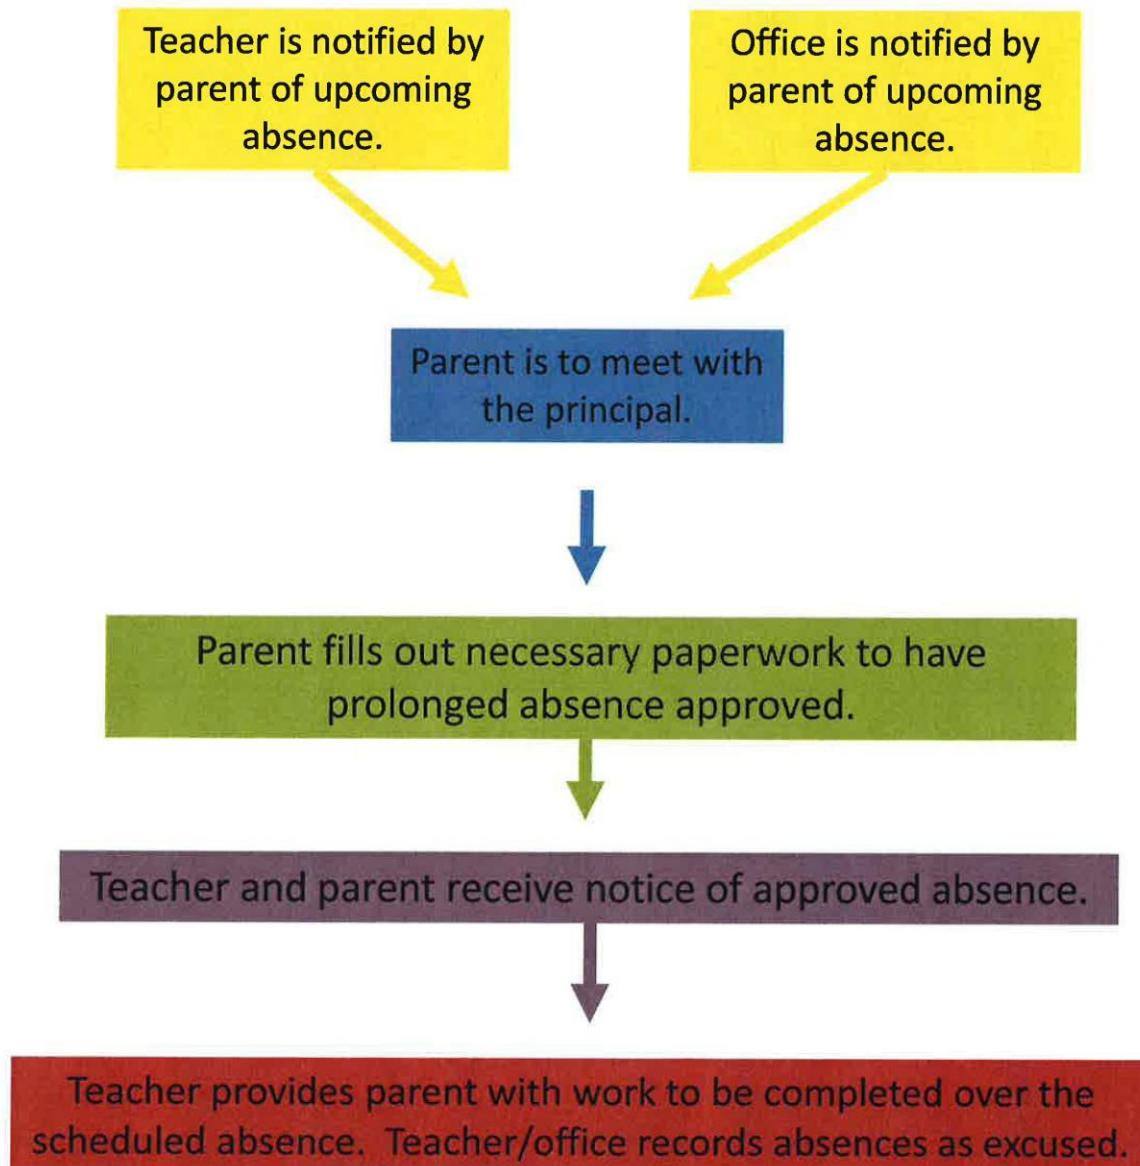 Teacher is notified by
parent of upcoming
absence.
Office is notified by
parent of upcoming
absence.
Parent is to meet with
the principal.
Parent fills out necessary paperwork to have
prolonged absence approved.
Teacher and parent receive notice of approved absence.
Teacher provides parent with work to be completed over the
scheduled absence.  Teacher/office records absences as excused.